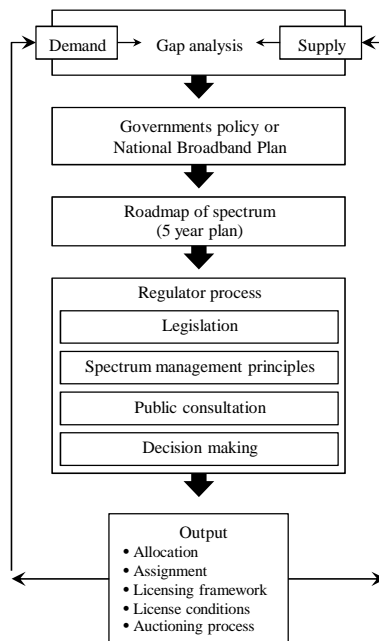 Demand
Gap analysis
Supply
Governments policy or
National Broadband Plan
Roadmap of spectrum
(5 year plan)
Regulator process
Legislation
Spectrum management principles
Public consultation
Decision making
Output
• Allocation
• Assignment
• Licensing framework
• License conditions
• Auctioning process